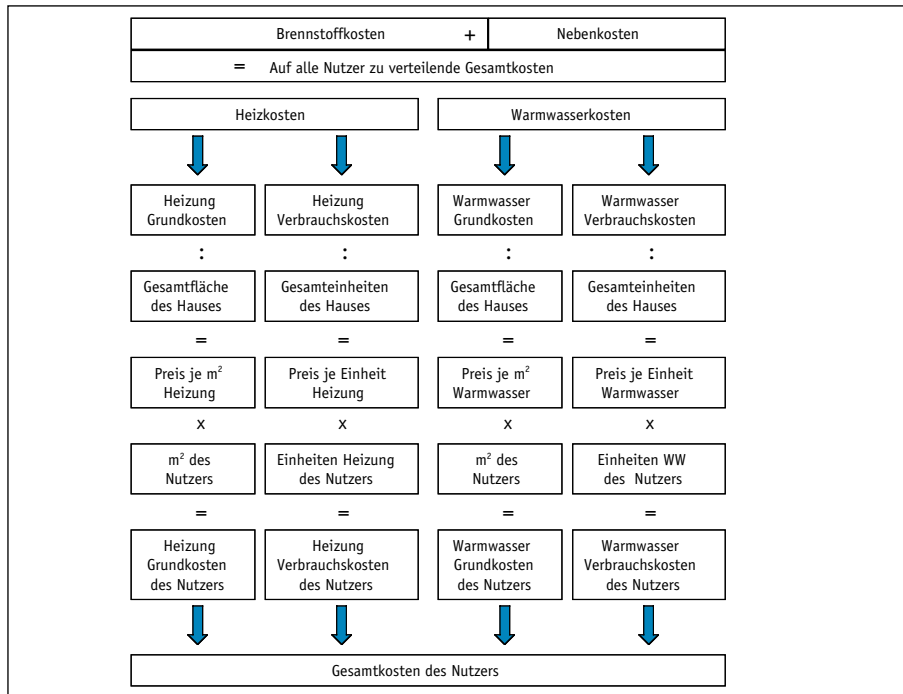 Brennstoffkosten + Nebenkosten
= Auf alle Nutzer zu verteilende Gesamtkosten
Heizkosten Warmwasserkosten
Heizung Heizung Warmwasser Warmwasser
Grundkosten Verbrauchskosten Grundkosten Verbrauchskosten
: : : :
Gesamtfläche Gesamteinheiten Gesamtfläche Gesamteinheiten
des Hauses des Hauses des Hauses des Hauses
= = = =
Preis je m² Preis je Einheit Preis je m² Preis je Einheit
Heizung Heizung Warmwasser Warmwasser
x x x x
m² des Einheiten Heizung m² des Einheiten WW
Nutzers des Nutzers Nutzers des Nutzers
= = = =
Heizung Heizung Warmwasser Warmwasser
Grundkosten Verbrauchskosten Grundkosten Verbrauchskosten
des Nutzers des Nutzers des Nutzers des Nutzers
Gesamtkosten des Nutzers